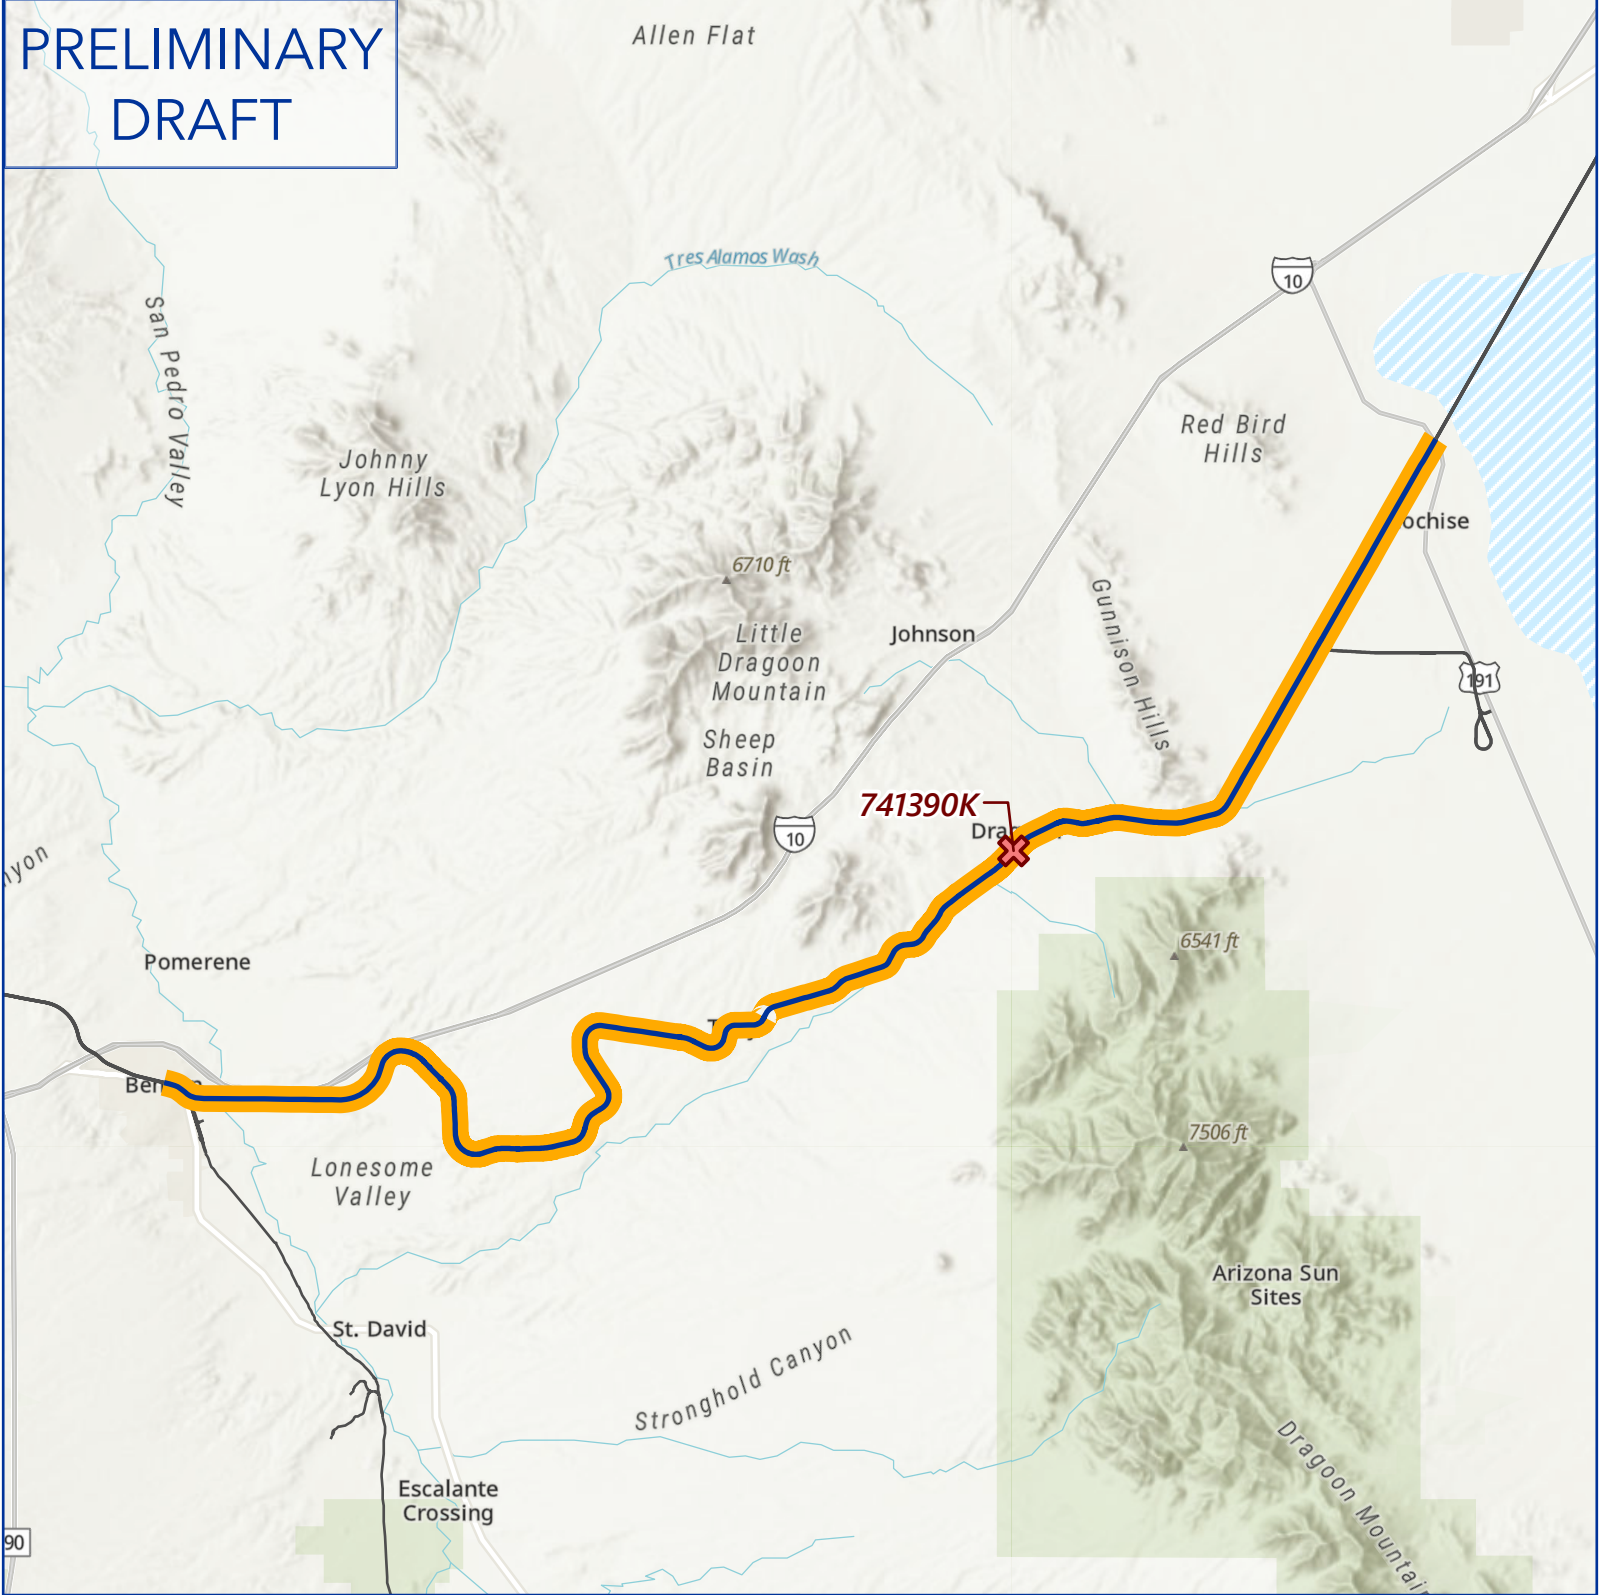 PRELIMINARY
DRAFT
Allen Flat
Tres Alamos Wash
10
San Pedro Valley
Johnny
Lyon Hills
Red Bird
Hills
ochise
6710 ft
Little
Dragoon
Mountain
Johnson
Gunnison Hills
191
Sheep
Basin
741390K
10
Dra
nyon
6541 ft
Pomerene
Ben
7506 ft
Lonesome
Valley
Arizona Sun
Sites
St. David
Stronghold Canyon
Dragoon Mountain
Escalante
Crossing
90